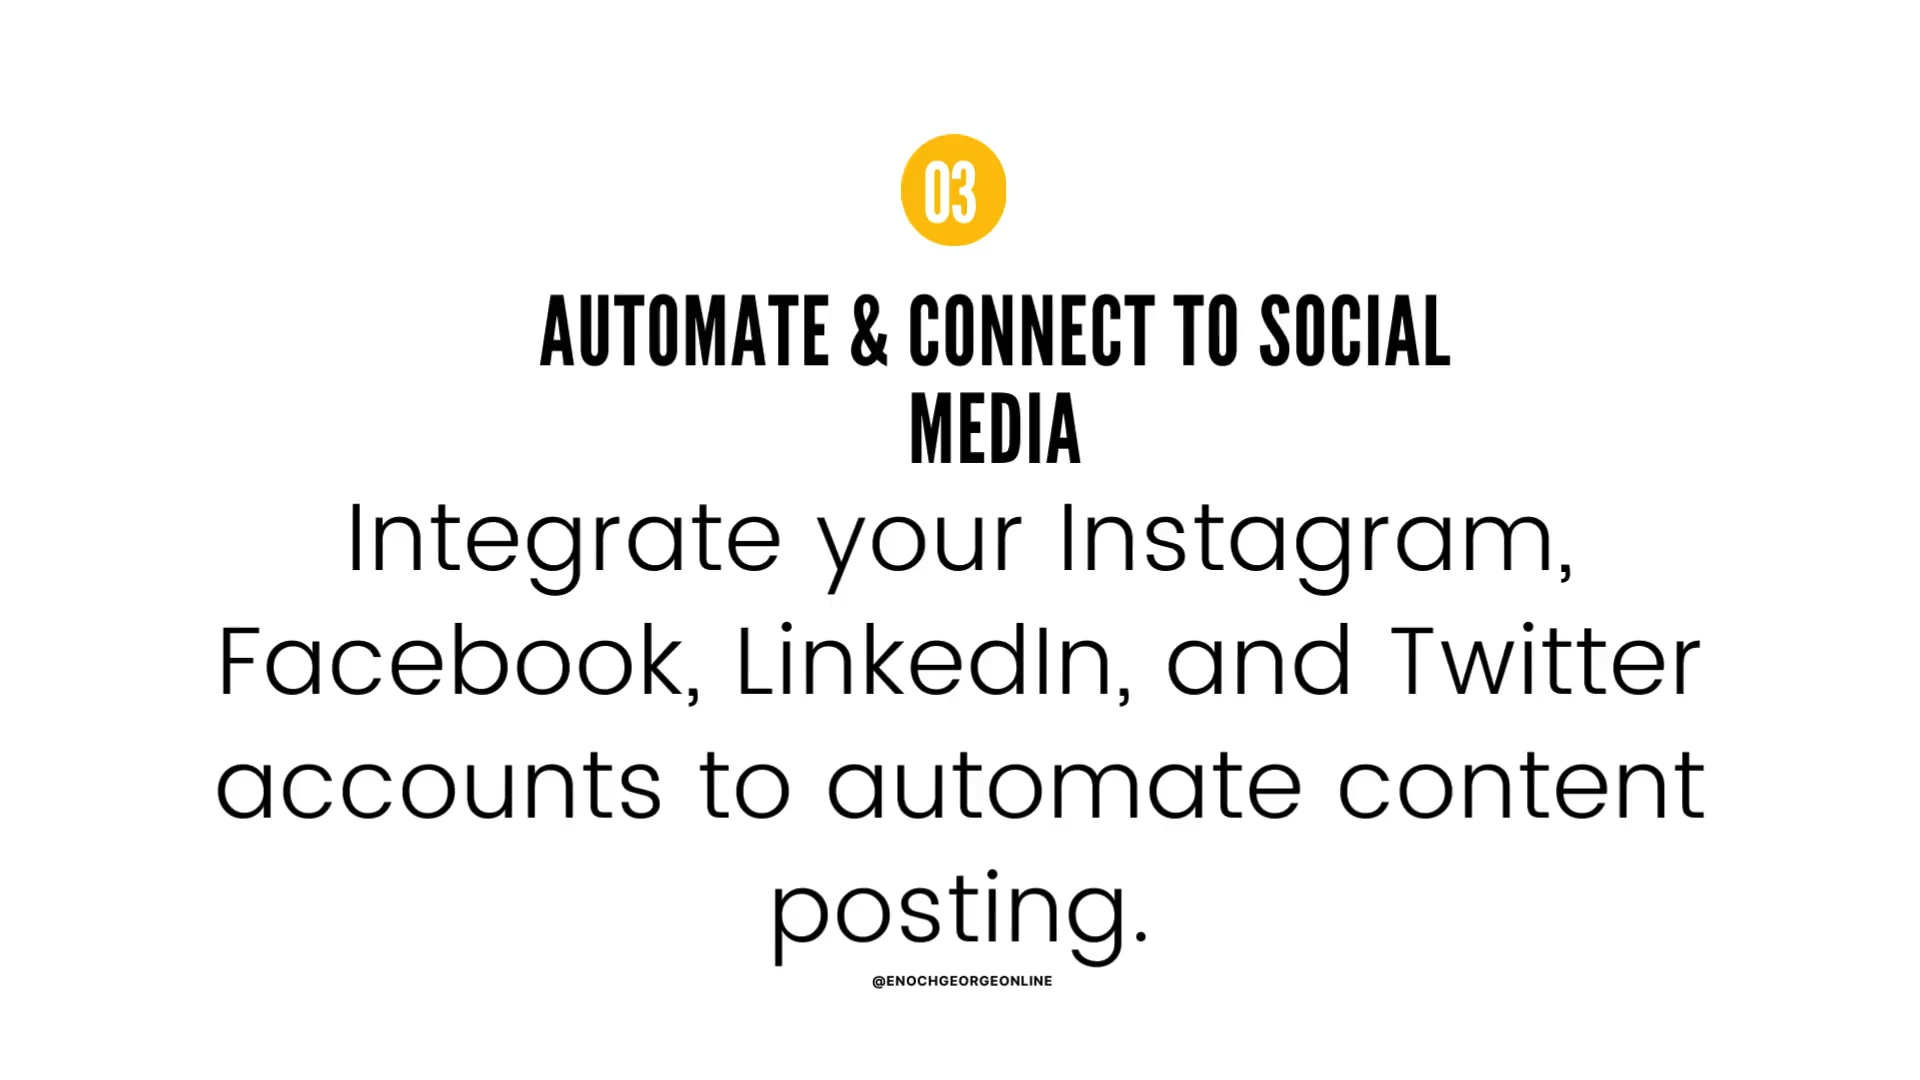 03
AUTOMATE & CONNECT TO SOCIAL
MEDIA
Integrate your Instagram,
Facebook, LinkedIn, and Twitter
accounts to automate content
posting.
@ENOCHGEORGEONLINE